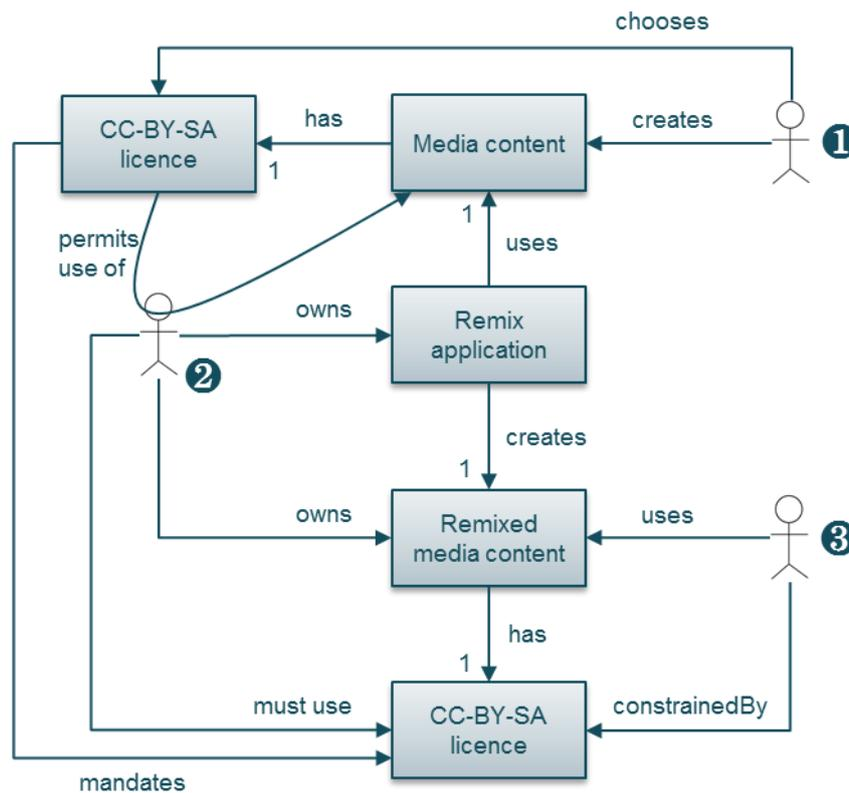 chooses
CC-BY-SA
licence
has
1
Media content
creates
❶
permits
use of
1
uses
owns
Remix
application
❷
creates
1
owns
Remixed
media content
uses
❸
has
1
must use
CC-BY-SA
licence
constrainedBy
mandates